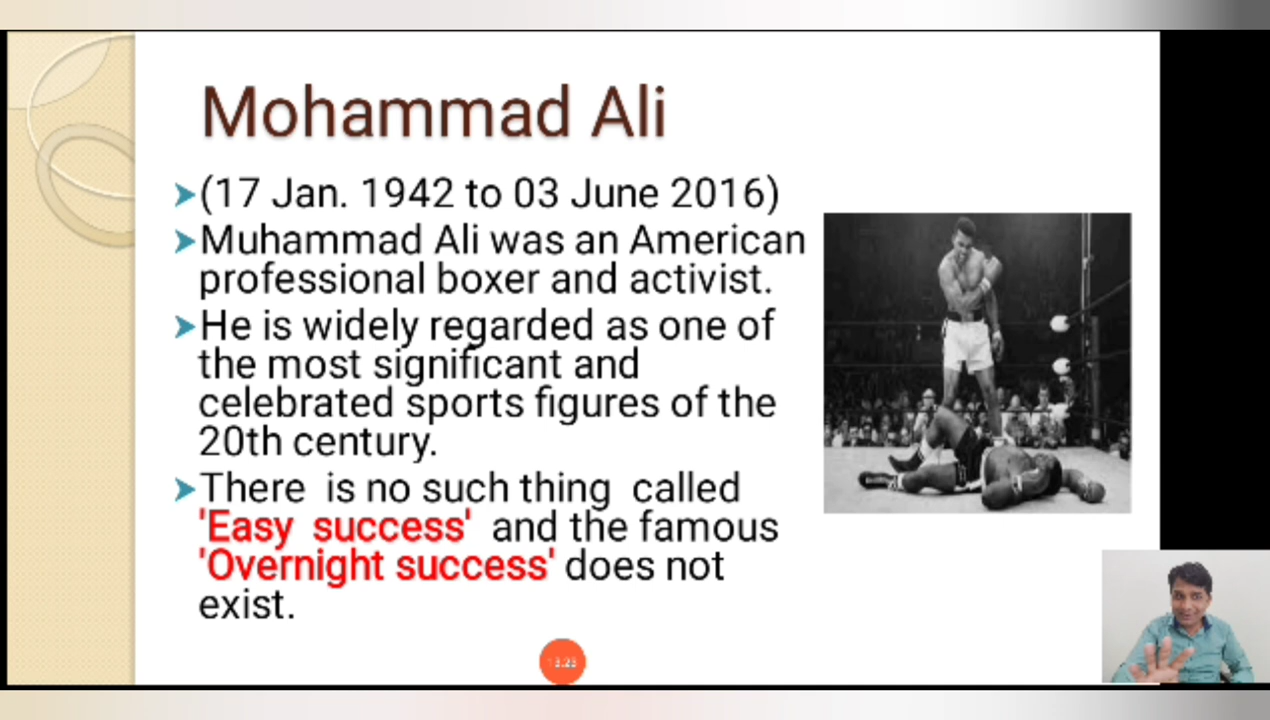 Mohammad Ali
(17 Jan. 1942 to 03 June 2016)
Muhammad Ali was an American
professional boxer and activist.
He is widely regarded as one of
the most significant and
celebrated sports figures of the
20th century.
There is no such thing called
'Easy success' and the famous
'Overnight success' does not
exist.